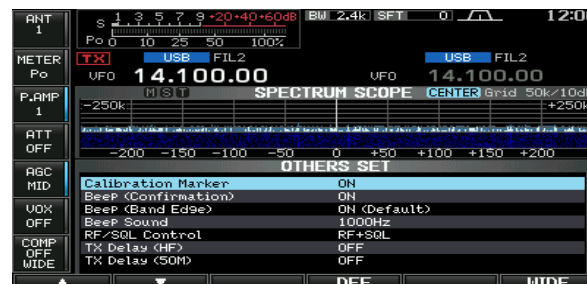 ANT
1
METER
Po
P.AMP
1
ATT
OFF
AGC
MID
VOX
OFF
COMP
OFF
WIDE
S 1 3 5 7 9 +20 +40 +60dB
Po 0 10 25 50 100%
BW 2.4k SFT 0
12:0
TX USB FIL2
VFO 14.100.00
USB FIL2
VFO 14.100.00
M S T SPECTRUM SCOPE CENTER Grid 50k/10d
-250k +250
-200 -150 -100 -50 0 +50 +100 +150 +200
OTHERS SET
Calibration Marker ON
Beep (Confirmation) ON
Beep (Band Edge) ON (Default)
Beep Sound 1000Hz
RF/SQL Control RF+SQL
TX Delay (HF) OFF
TX Delay (50M) OFF
DEF WIDE